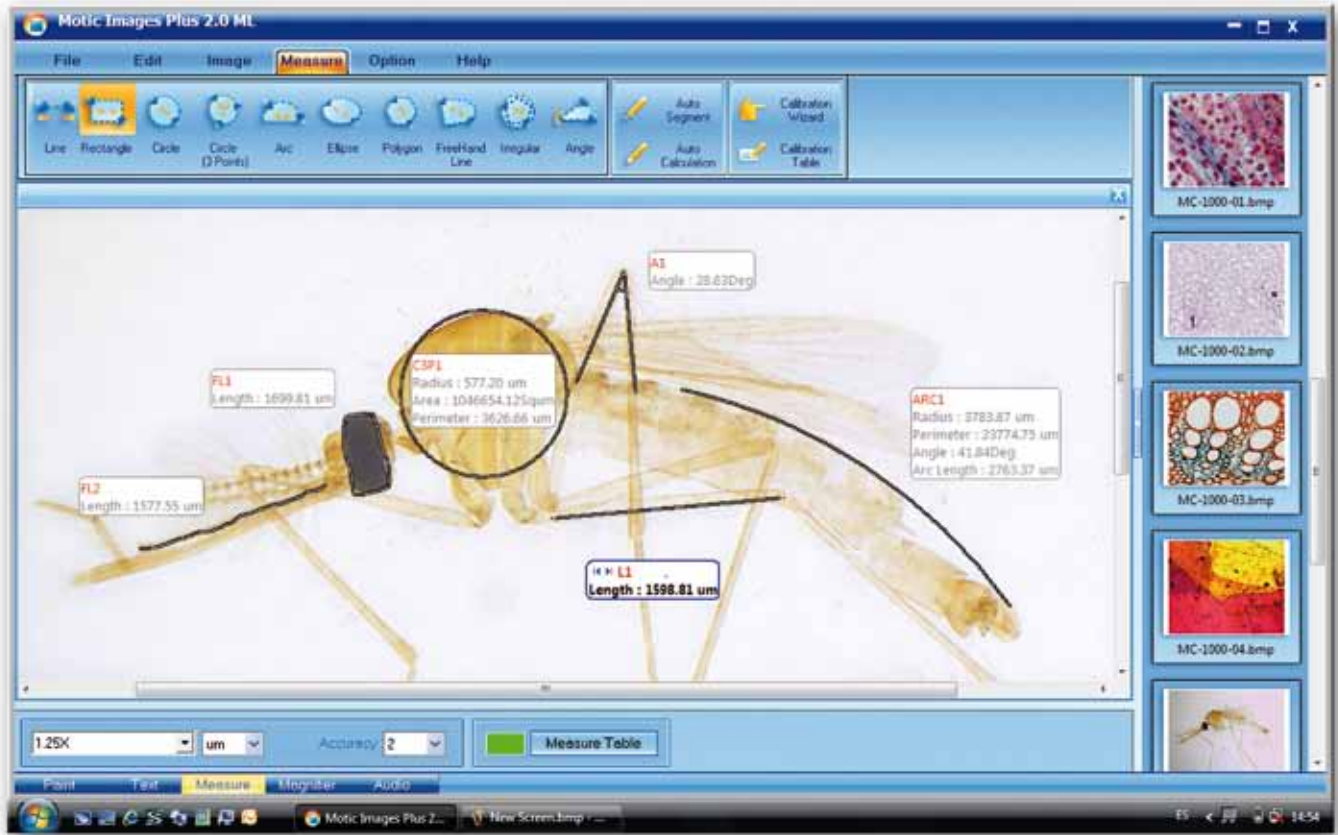 Motic Images Plus 2.0 ML
File Edit Image Measure Option Help
Line Rectangle Circle Circle (3 Points) Arc Ellipse Polygon FreeHand Line Irregular Angle
Auto Segment
Auto Calculation
Calibration Wizard
Calibration Table
MC-1000-01.bmp
MC-1000-02.bmp
MC-1000-03.bmp
MC-1000-04.bmp
A1
Angle : 28.63Deg
C3P1
Radius : 577.20 um
Area : 1046654.12Squm
Perimeter : 3626.66 um
FL1
Length : 1699.81 um
ARC1
Radius : 3783.87 um
Perimeter : 23774.75 um
Angle : 41.84Deg
Arc Length : 2763.37 um
FL2
Length : 1577.55 um
L1
Length : 1598.81 um
1.25X um Accuracy 2 Measure Table
Paint Text Measure Magnifier Audio
Motic Images Plus 2... New Screen.bmp - ... ES 14:54